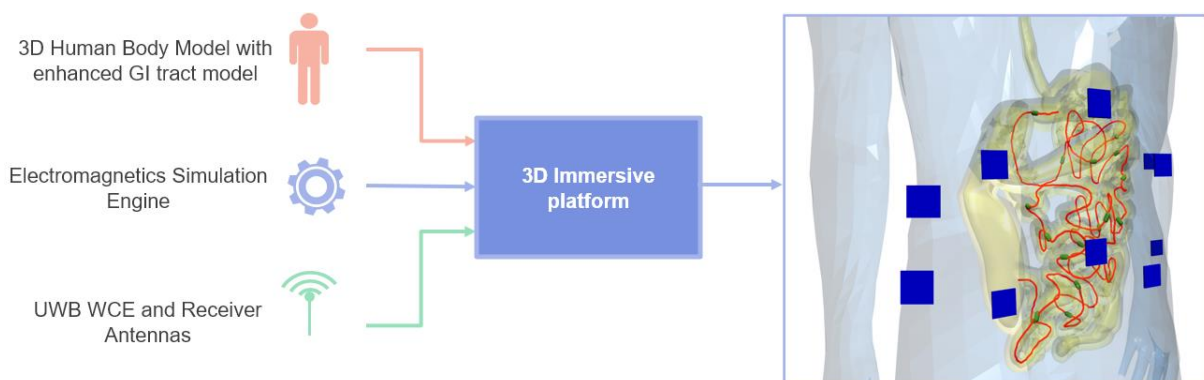 3D Human Body Model with
enhanced GI tract model
Electromagnetics Simulation
Engine
UWB WCE and Receiver
Antennas
3D Immersive
platform